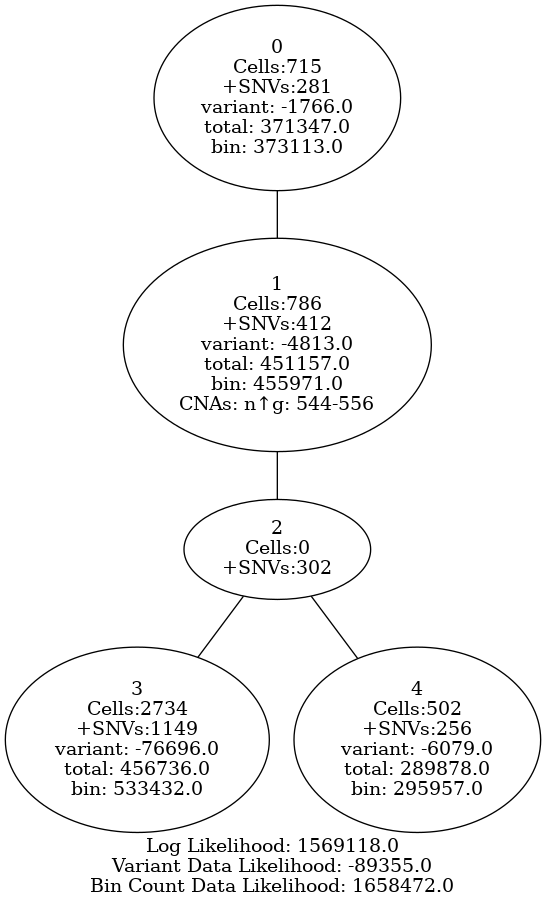 0
Cells:715
+SNVs:281
variant: -1766.0
total: 371347.0
bin: 373113.0
1
Cells:786
+SNVs:412
variant: -4813.0
total: 451157.0
bin: 455971.0
CNAs: n↑g: 544-556
2
Cells:0
+SNVs:302
3
Cells:2734
+SNVs:1149
variant: -76696.0
total: 456736.0
bin: 533432.0
4
Cells:502
+SNVs:256
variant: -6079.0
total: 289878.0
bin: 295957.0
Log Likelihood: 1569118.0
Variant Data Likelihood: -89355.0
Bin Count Data Likelihood: 1658472.0